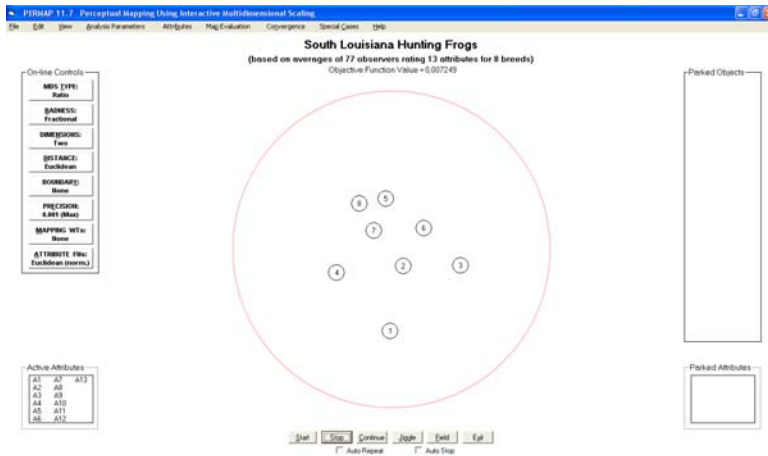 PERMAP 11.7 Perceptual Mapping Using Interactive Multidimensional Scaling
File Edit View Analysis Parameters Attributes Map Evaluation Convergence Special Cases Help
South Louisiana Hunting Frogs
(based on averages of 77 observers rating 13 attributes for 8 breeds)
Objective Function Value = 0.007249
On-line Controls
MDS TYPE:
Ratio
BADNESS:
Fractional
DIMENSIONS:
Two
DISTANCE:
Euclidean
BOUNDARY:
None
PRECISION:
0.001 (Max)
MAPPING WTs:
None
ATTRIBUTE FNs:
Euclidean (norm.)
8
5
7
6
4
2
3
1
Parked Objects
Active Attributes
A1 A7 A13
A2 A8
A3 A9
A4 A10
A5 A11
A6 A12
Parked Attributes
Start Stop Continue Jiggle Field Exit
Auto Repeat Auto Stop